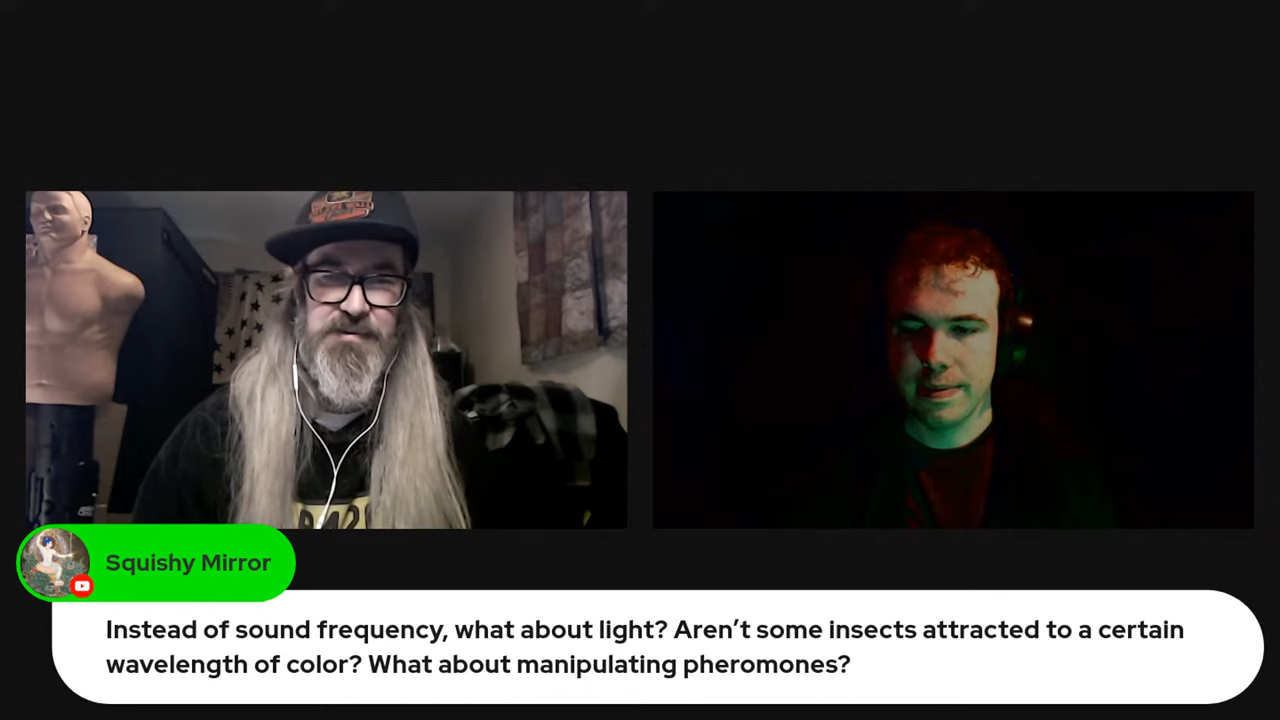 Squishy Mirror
Instead of sound frequency, what about light? Aren’t some insects attracted to a certain
wavelength of color? What about manipulating pheromones?